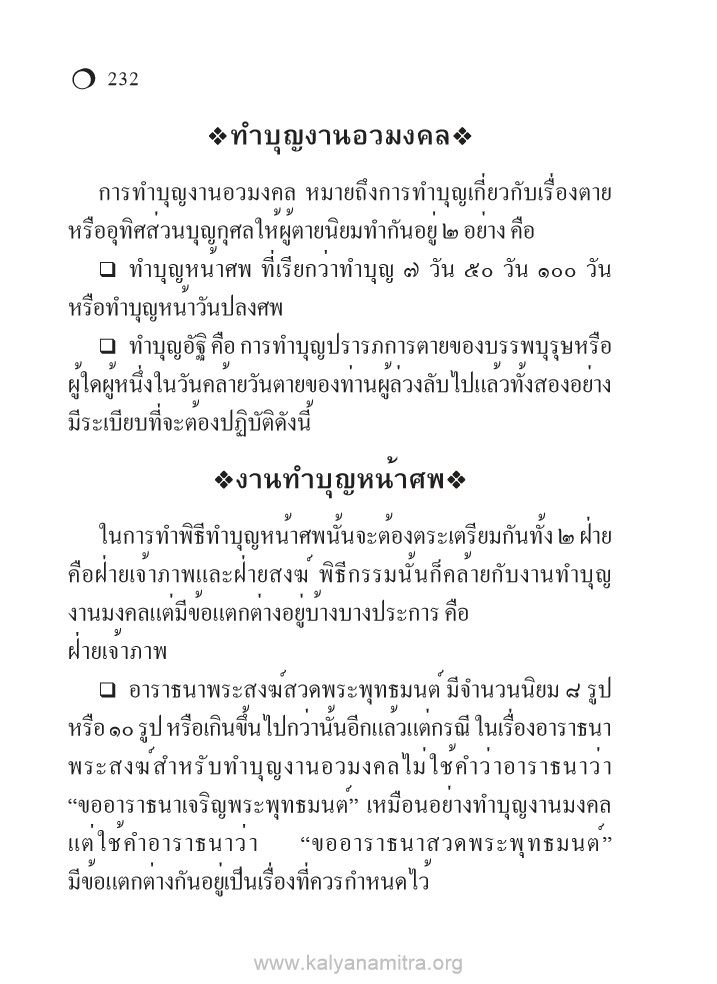 ❍ 232
❖ทำบุญงานอวมงคล❖
การทำบุญงานอวมงคล หมายถึงการทำบุญเกี่ยวกับเรื่องตาย
หรืออุทิศส่วนบุญกุศลให้ผู้ตายนิยมทำกันอยู่ ๒ อย่าง คือ
❑ ทำบุญหน้าศพ ที่เรียกว่าทำบุญ ๗ วัน ๕๐ วัน ๑๐๐ วัน
หรือทำบุญหน้าวันปลงศพ
❑ ทำบุญอัฐิ คือ การทำบุญปรารภการตายของบรรพบุรุษหรือ
ผู้ใดผู้หนึ่งในวันคล้ายวันตายของท่านผู้ล่วงลับไปแล้วทั้งสองอย่าง
มีระเบียบที่จะต้องปฏิบัติดังนี้
❖งานทำบุญหน้าศพ❖
ในการทำพิธีทำบุญหน้าศพนั้นจะต้องตระเตรียมกันทั้ง ๒ ฝ่าย
คือฝ่ายเจ้าภาพและฝ่ายสงฆ์ พิธีกรรมนั้นก็คล้ายกับงานทำบุญ
งานมงคลแต่มีข้อแตกต่างอยู่บ้างบางประการ คือ
ฝ่ายเจ้าภาพ
❑ อาราธนาพระสงฆ์สวดพระพุทธมนต์ มีจำนวนนิยม ๘ รูป
หรือ ๑๐ รูป หรือเกินขึ้นไปกว่านั้นอีกแล้วแต่กรณี ในเรื่องอาราธนา
พระสงฆ์สำหรับทำบุญงานอวมงคลไม่ใช้คำว่าอาราธนาว่า
“ขออาราธนาเจริญพระพุทธมนต์” เหมือนอย่างทำบุญงานมงคล
แต่ใช้คำอาราธนาว่า “ขออาราธนาสวดพระพุทธมนต์”
มีข้อแตกต่างกันอยู่เป็นเรื่องที่ควรกำหนดไว้
www.kalyanamitra.org